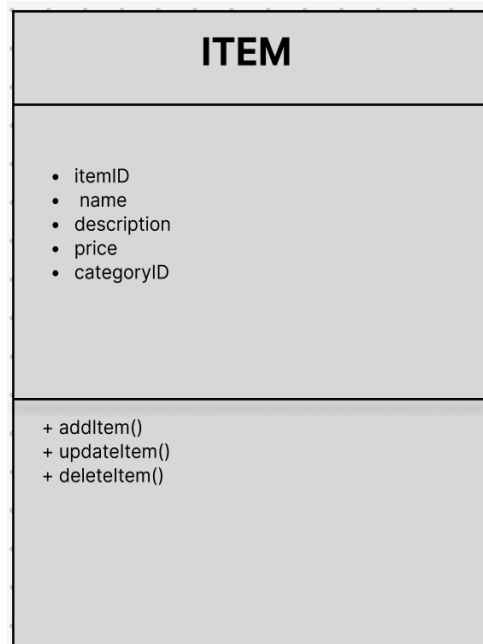 ITEM
• itemID
• name
• description
• price
• categoryID
+ addItem()
+ updateItem()
+ deleteItem()